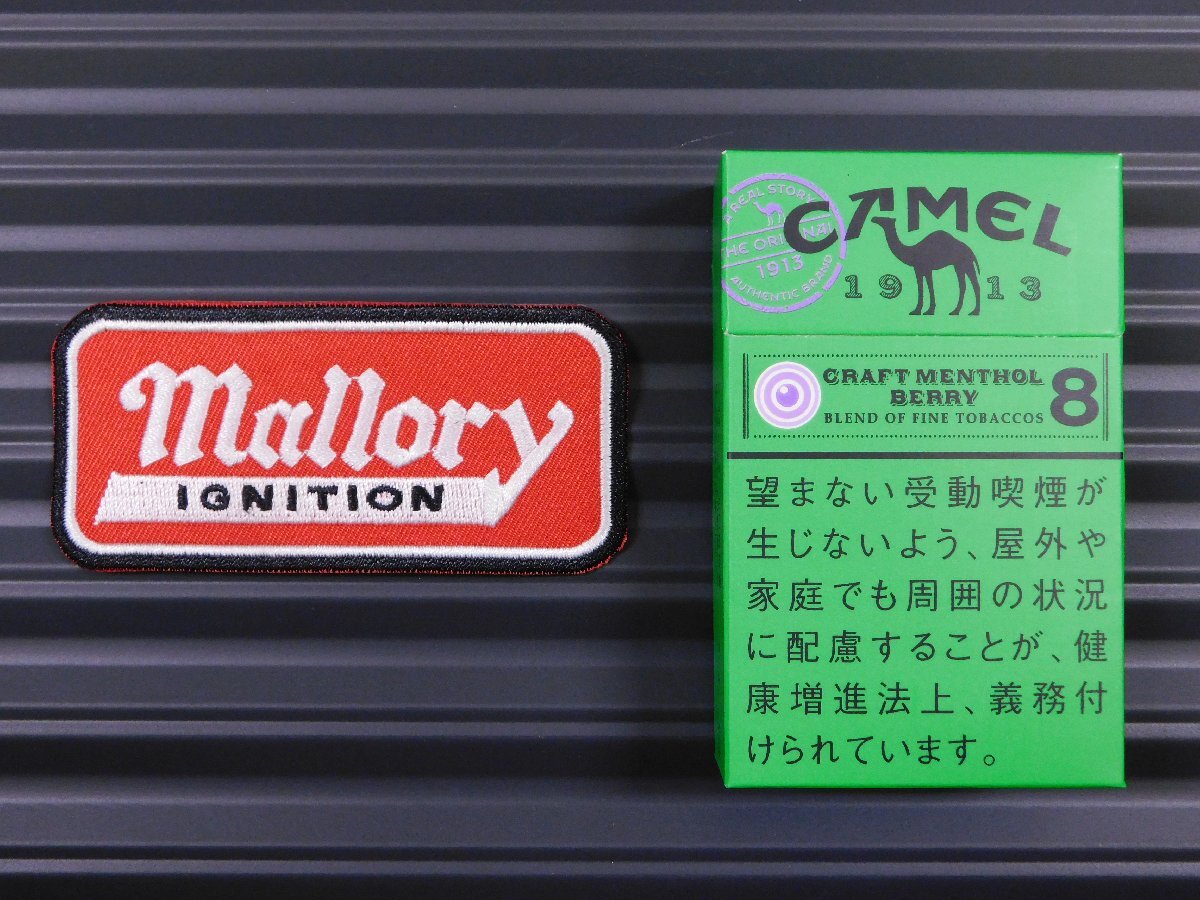 mallory
IGNITION
A REAL STORY
THE ORIGINAL
1913
AUTHENTIC BRAND
CAMEL
1913
CRAFT MENTHOL
BERRY
BLEND OF FINE TOBACCOS
8
望まない受動喫煙が
生じないよう、屋外や
家庭でも周囲の状況
に配慮することが、健
康増進法上、義務付
けられています。